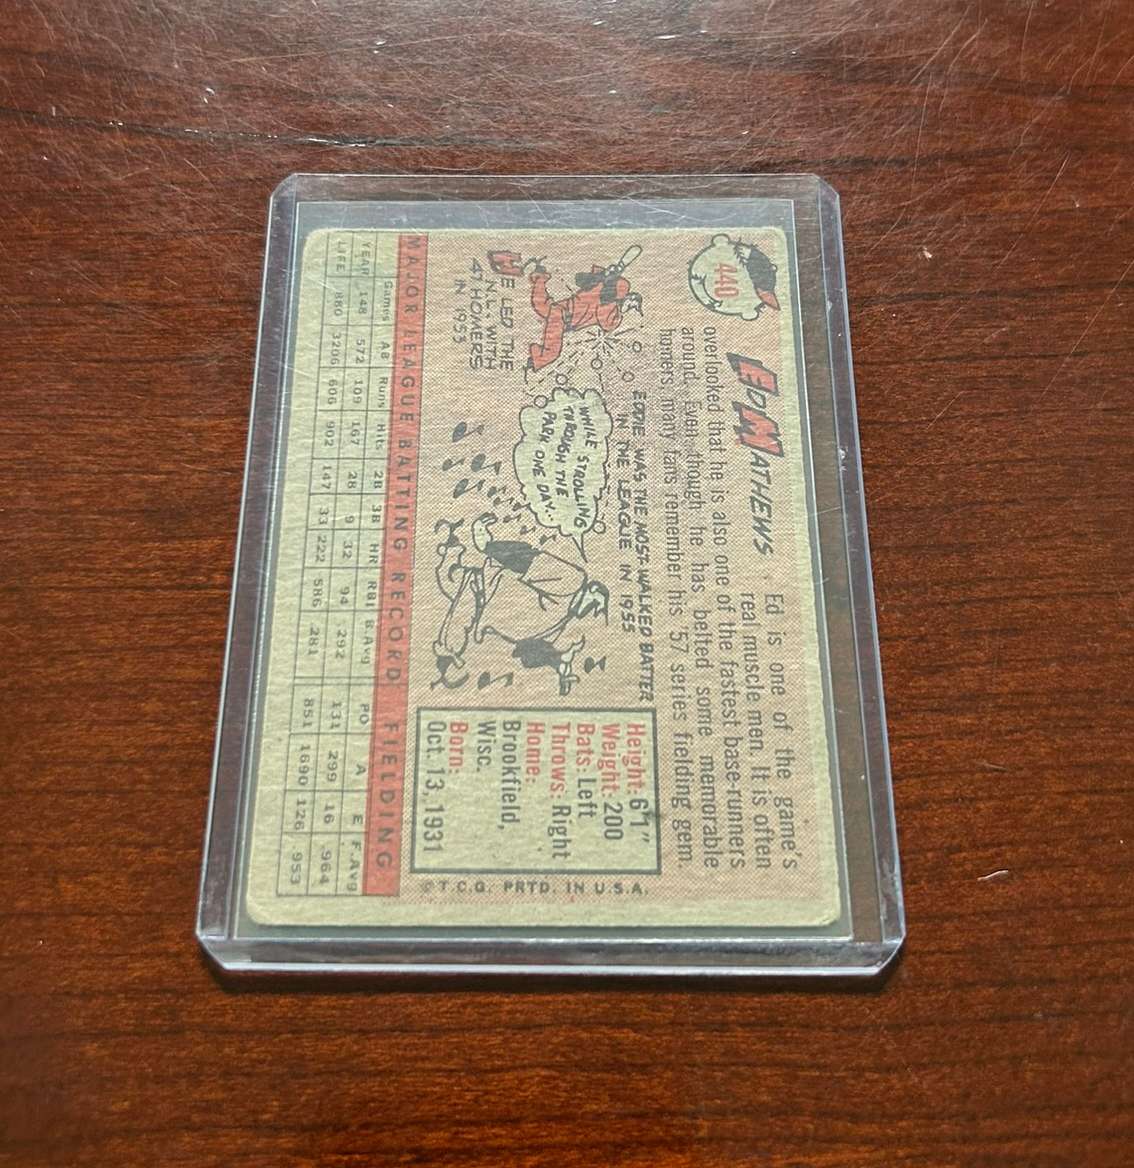 440
ED MATHEWS
Ed is one of the game's
real muscle men. It is often
overlooked that he is also one of the fastest base-runners
around. Even though he has belted some memorable
homers, many fans remember his '57 series fielding gem.
EDDIE WAS THE MOST-WALKED BATTER
IN THE LEAGUE IN 1955
WHILE STROLLING
THROUGH THE
PARK ONE DAY...
HE LED THE
N.L. WITH
47 HOMERS
IN 1953
Height: 6'1"
Weight: 200
Bats: Left
Throws: Right
Home:
Brookfield,
Wisc.
Born:
Oct. 13, 1931
©T.C.G. PRTD. IN U.S.A.
MAJOR LEAGUE BATTING RECORD FIELDING
Games AB Runs Hits 2B 3B HR RBI B.Avg PO A E F.Avg
YEAR 148 572 109 167 28 9 32 94 .292 131 299 16 .964
LIFE 880 3206 606 902 147 33 222 586 .281 851 1690 126 .953